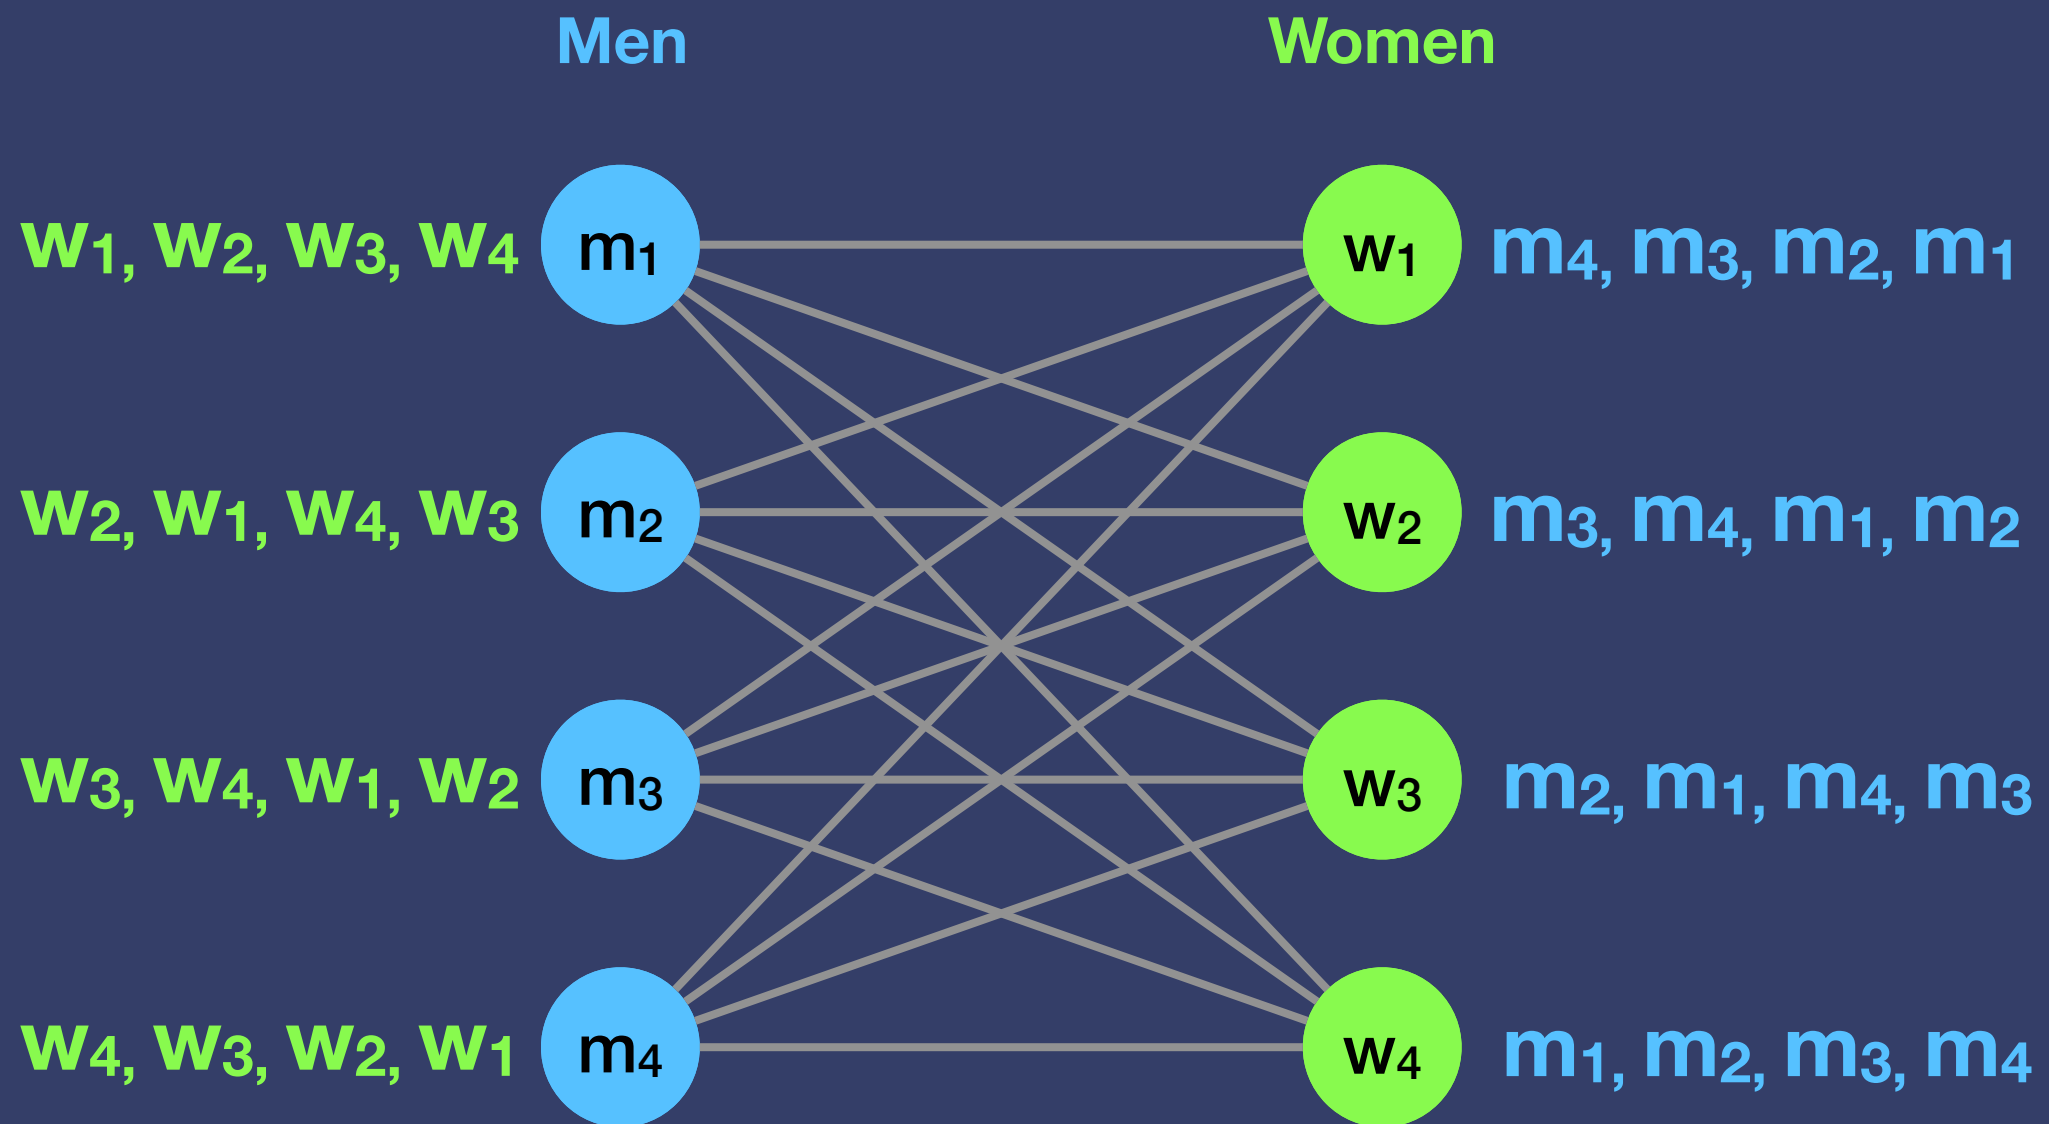 Men Women
w1, w2, w3, w4 m1 w1 m4, m3, m2, m1
w2, w1, w4, w3 m2 w2 m3, m4, m1, m2
w3, w4, w1, w2 m3 w3 m2, m1, m4, m3
w4, w3, w2, w1 m4 w4 m1, m2, m3, m4